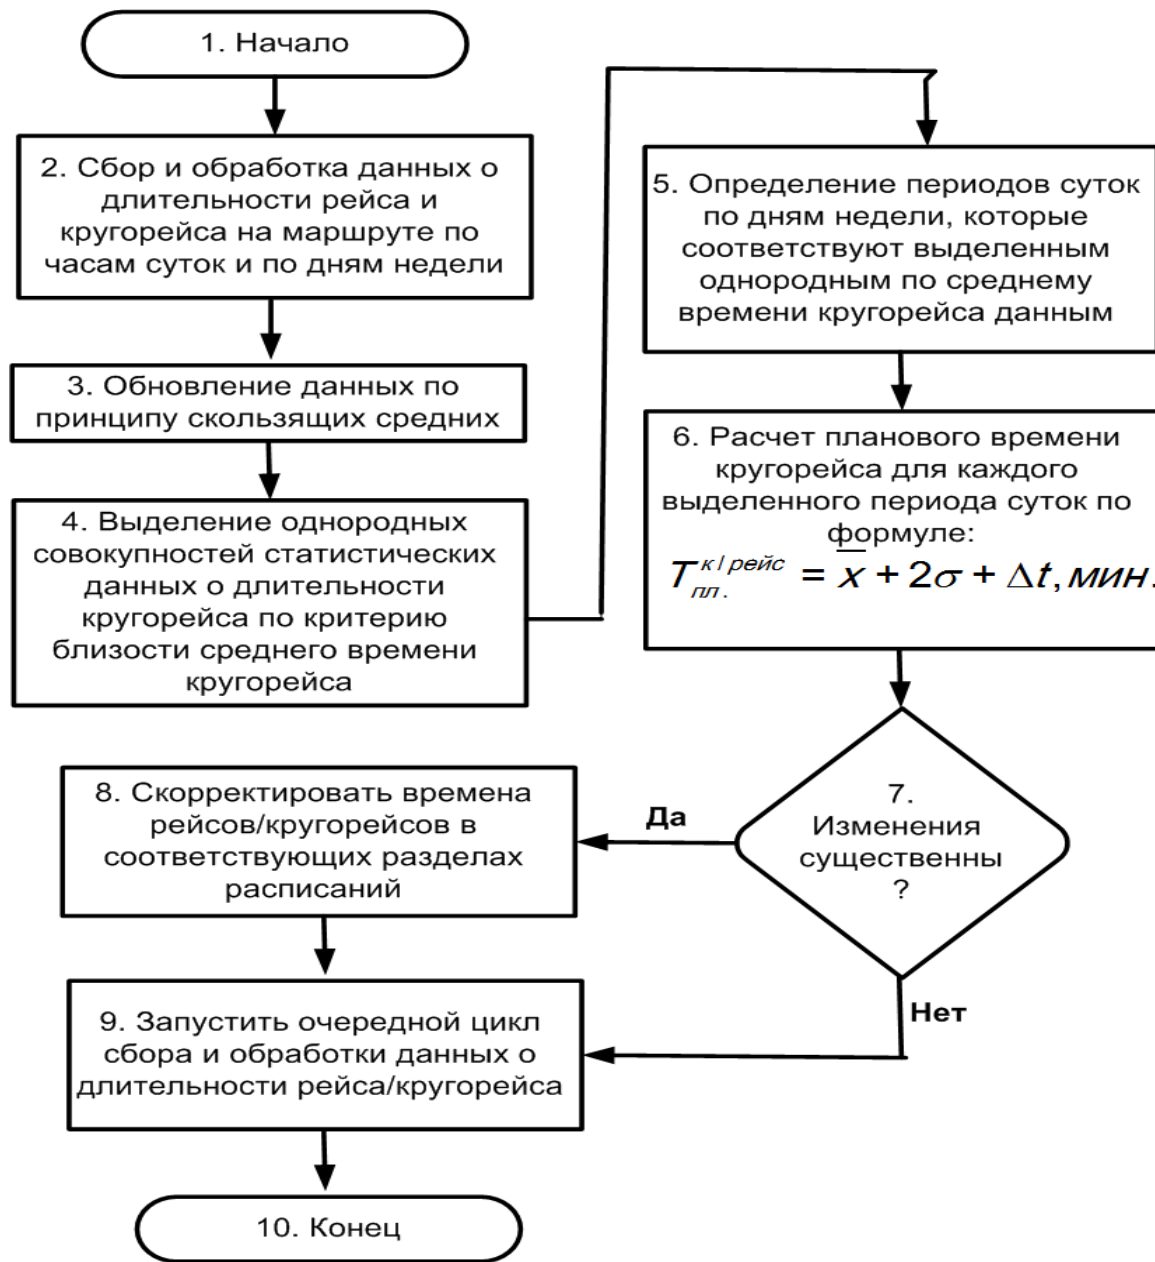 1. Начало
2. Сбор и обработка данных о
длительности рейса и
кругорейса на маршруте по
часам суток и по дням недели
3. Обновление данных по
принципу скользящих средних
4. Выделение однородных
совокупностей статистических
данных о длительности
кругорейса по критерию
близости среднего времени
кругорейса
5. Определение периодов суток
по дням недели, которые
соответствуют выделенным
однородным по среднему
времени кругорейса данным
6. Расчет планового времени
кругорейса для каждого
выделенного периода суток по
формуле:
T пл. к/рейс = x̅ + 2σ + Δt, мин.
7.
Изменения
существенны
?
Да
Нет
8. Скорректировать времена
рейсов/кругорейсов в
соответствующих разделах
расписаний
9. Запустить очередной цикл
сбора и обработки данных о
длительности рейса/кругорейса
10. Конец